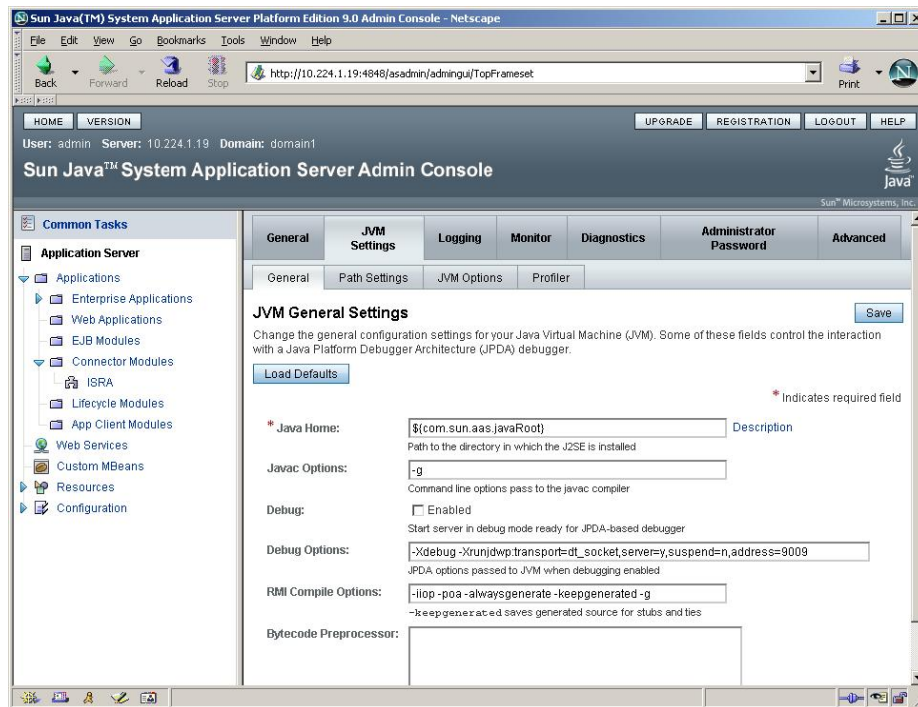 Sun Java(TM) System Application Server Platform Edition 9.0 Admin Console - Netscape
File Edit View Go Bookmarks Tools Window Help
Back Forward Reload Stop http://10.224.1.19:4848/asadmin/admingui/TopFrameset Print N
HOME VERSION UPGRADE REGISTRATION LOGOUT HELP
User: admin Server: 10.224.1.19 Domain: domain1
Sun Java™ System Application Server Admin Console
Java™
Sun™ Microsystems, Inc.
Common Tasks
Application Server
Applications
Enterprise Applications
Web Applications
EJB Modules
Connector Modules
ISRA
Lifecycle Modules
App Client Modules
Web Services
Custom MBeans
Resources
Configuration
General JVM Settings Logging Monitor Diagnostics Administrator Password Advanced
General Path Settings JVM Options Profiler
JVM General Settings Save
Change the general configuration settings for your Java Virtual Machine (JVM). Some of these fields control the interaction
with a Java Platform Debugger Architecture (JPDA) debugger.
Load Defaults
* Indicates required field
* Java Home: ${com.sun.aas.javaRoot} Description
Path to the directory in which the J2SE is installed
Javac Options: -g
Command line options pass to the javac compiler
Debug: Enabled
Start server in debug mode ready for JPDA-based debugger
Debug Options: -Xdebug -Xrunjdwp:transport=dt_socket,server=y,suspend=n,address=9009
JPDA options passed to JVM when debugging enabled
RMI Compile Options: -iiop -poa -alwaysgenerate -keepgenerated -g
-keepgenerated saves generated source for stubs and ties
Bytecode Preprocessor: